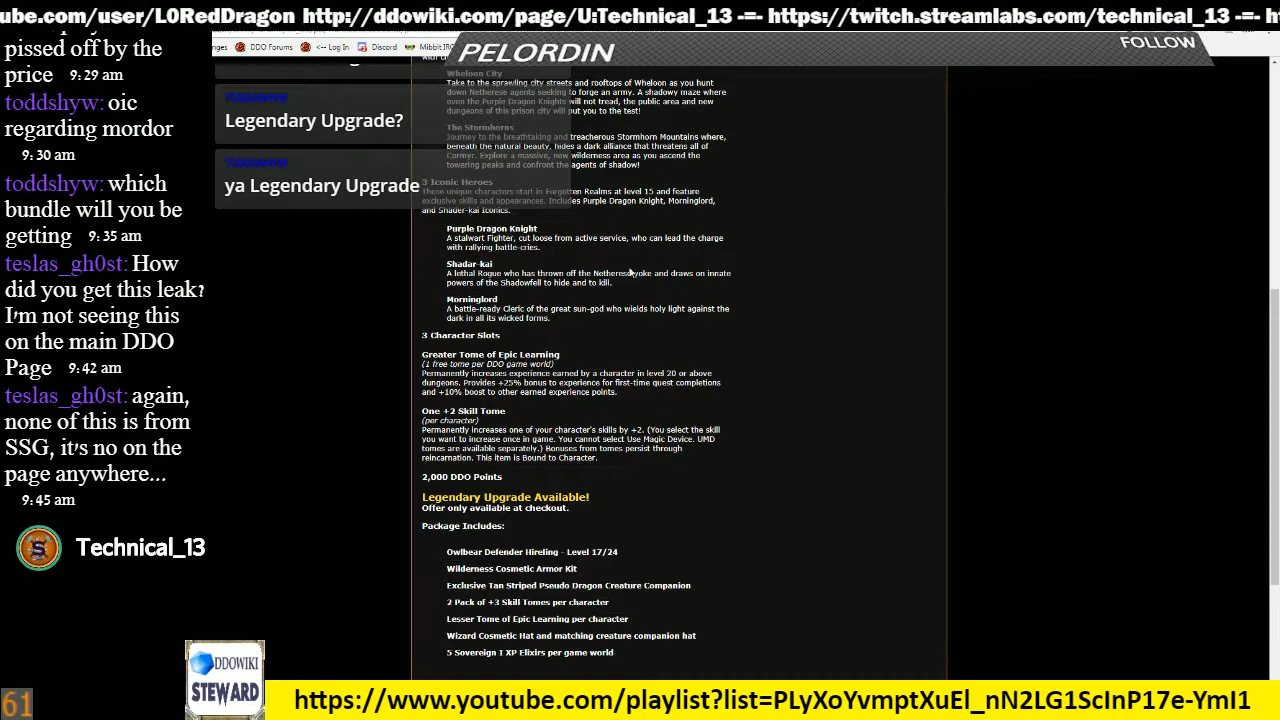 ube.com/user/L0RedDragon http://ddowiki.com/page/U:Technical_13 -=- https://twitch.streamlabs.com/technical_13 -=- h
pissed off by the
price 9:29 am
toddshyw: oic
regarding mordor
9:30 am
toddshyw: which
bundle will you be
getting 9:35 am
teslas_gh0st: How
did you get this leak?
I'm not seeing this
on the main DDO
Page 9:42 am
teslas_gh0st: again,
none of this is from
SSG, it's no on the
page anywhere...
9:45 am
Technical_13
DDOWIKI
STEWARD
61
nges DDO Forums <-- Log In Discord Mibbit IRC
PELORDIN
FOLLOW
TODDSHYW
Legendary Upgrade?
TODDSHYW
ya Legendary Upgrade
Wheloon City
Take to the sprawling city streets and rooftops of Wheloon as you hunt
down Netherese agents seeking to forge an army. A shadowy maze where
even the Purple Dragon Knights will not tread, the public area and new
dungeons of this prison city will put you to the test!
The Stormhorns
Journey to the breathtaking and treacherous Stormhorn Mountains where,
beneath the natural beauty, hides a dark alliance that threatens all of
Cormyr. Explore a massive, new wilderness area as you ascend the
towering peaks and confront the agents of shadow!
3 Iconic Heroes
These unique characters start in Forgotten Realms at level 15 and feature
exclusive skills and appearances. Includes Purple Dragon Knight, Morninglord,
and Shader-kai Iconics.
Purple Dragon Knight
A stalwart Fighter, cut loose from active service, who can lead the charge
with rallying battle-cries.
Shadar-kai
A lethal Rogue who has thrown off the Netherese yoke and draws on innate
powers of the Shadowfell to hide and to kill.
Morninglord
A battle-ready Cleric of the great sun-god who wields holy light against the
dark in all its wicked forms.
3 Character Slots
Greater Tome of Epic Learning
(1 free tome per DDO game world)
Permanently increases experience earned by a character in level 20 or above
dungeons. Provides +25% bonus to experience for first-time quest completions
and +10% boost to other earned experience points.
One +2 Skill Tome
(per character)
Permanently increases one of your character's skills by +2. (You select the skill
you want to increase once in game. You cannot select Use Magic Device. UMD
tomes are available separately.) Bonuses from tomes persist through
reincarnation. This item is Bound to Character.
2,000 DDO Points
Legendary Upgrade Available!
Offer only available at checkout.
Package Includes:
Owlbear Defender Hireling - Level 17/24
Wilderness Cosmetic Armor Kit
Exclusive Tan Striped Pseudo Dragon Creature Companion
2 Pack of +3 Skill Tomes per character
Lesser Tome of Epic Learning per character
Wizard Cosmetic Hat and matching creature companion hat
5 Sovereign I XP Elixirs per game world
https://www.youtube.com/playlist?list=PLyXoYvmptXuEl_nN2LG1ScInP17e-YmI1